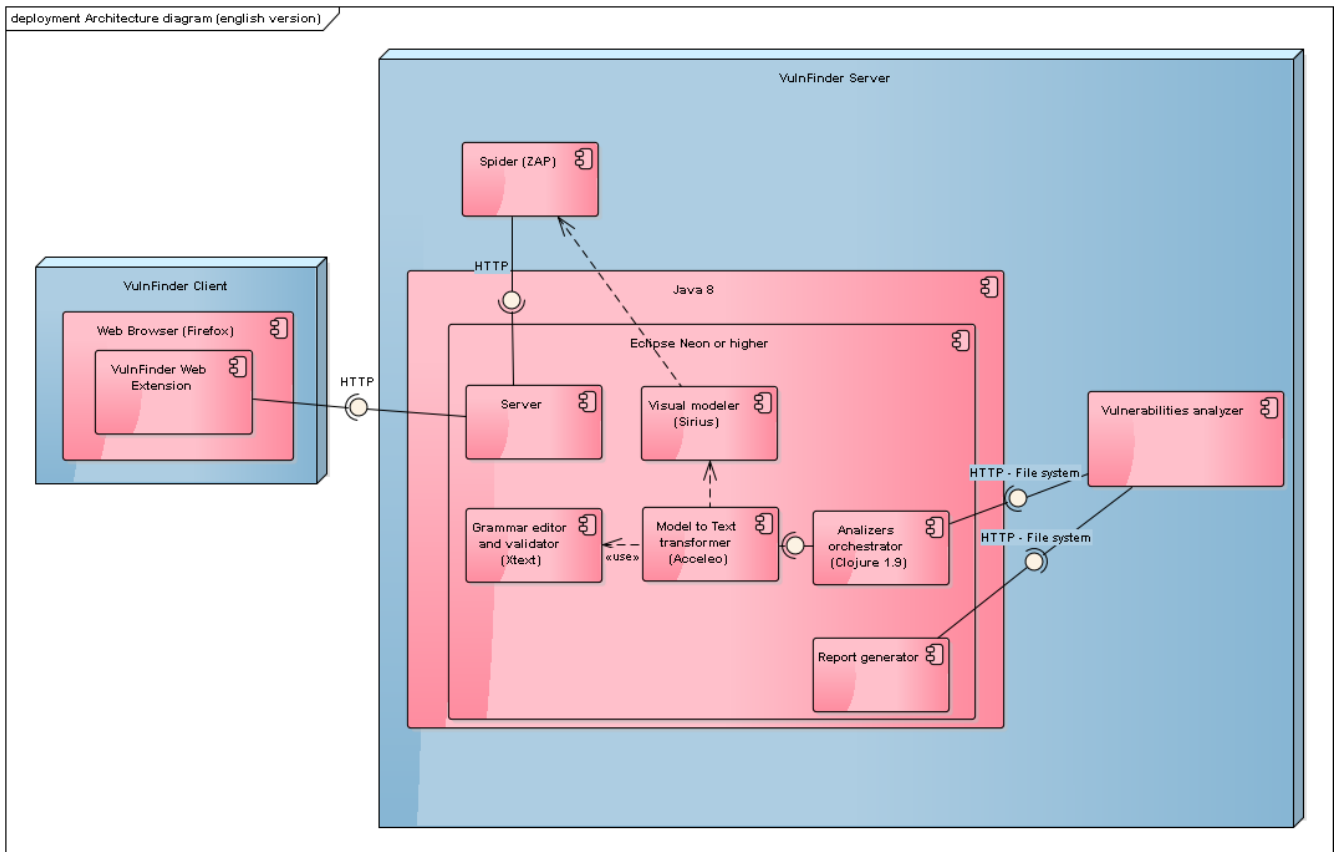 deployment Architecture diagram (english version)
VulnFinder Server
Spider (ZAP)
HTTP
VulnFinder Client
Web Browser (Firefox)
VulnFinder Web
Extension
HTTP
Java 8
Eclipse Neon or higher
Server
Visual modeler
(Sirius)
Vulnerabilities analyzer
HTTP - File system
Grammar editor
and validator
(Xtext)
«use»
Model to Text
transformer
(Acceleo)
Analizers
orchestrator
(Clojure 1.9)
HTTP - File system
Report generator